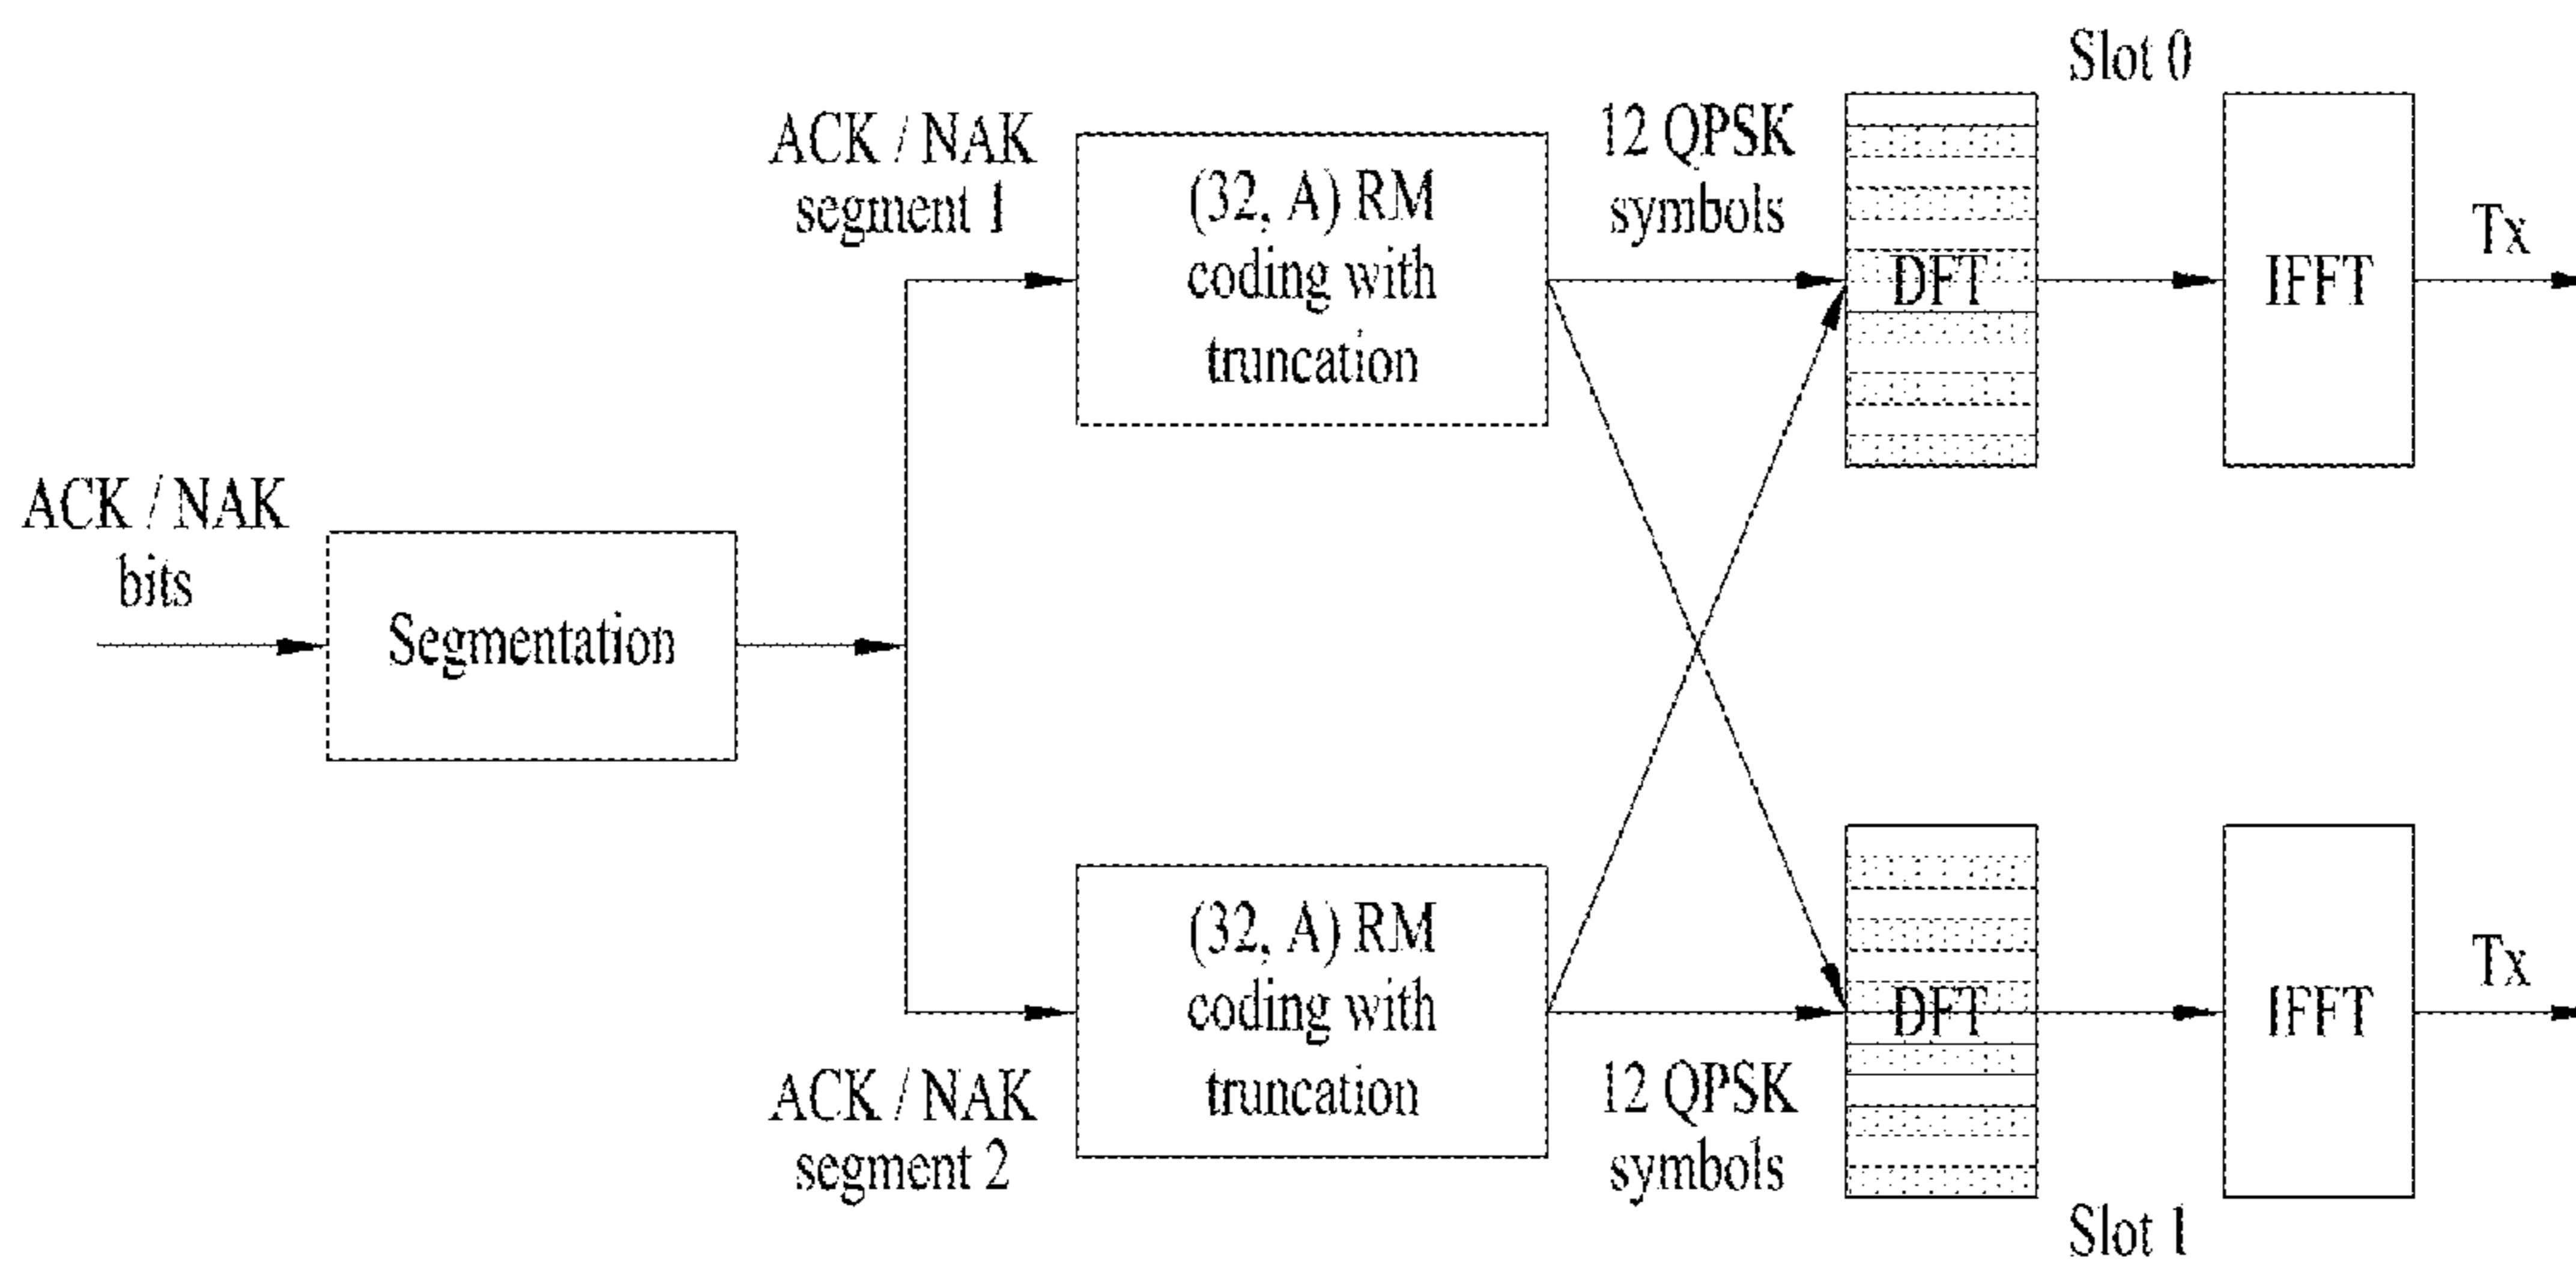 Slot 0
ACK / NAK
segment 1
(32, A) RM
coding with
truncation
12 QPSK
symbols
DFT
IFFT
Tx
ACK / NAK
bits
Segmentation
(32, A) RM
coding with
truncation
ACK / NAK
segment 2
12 QPSK
symbols
DFT
IFFT
Tx
Slot 1